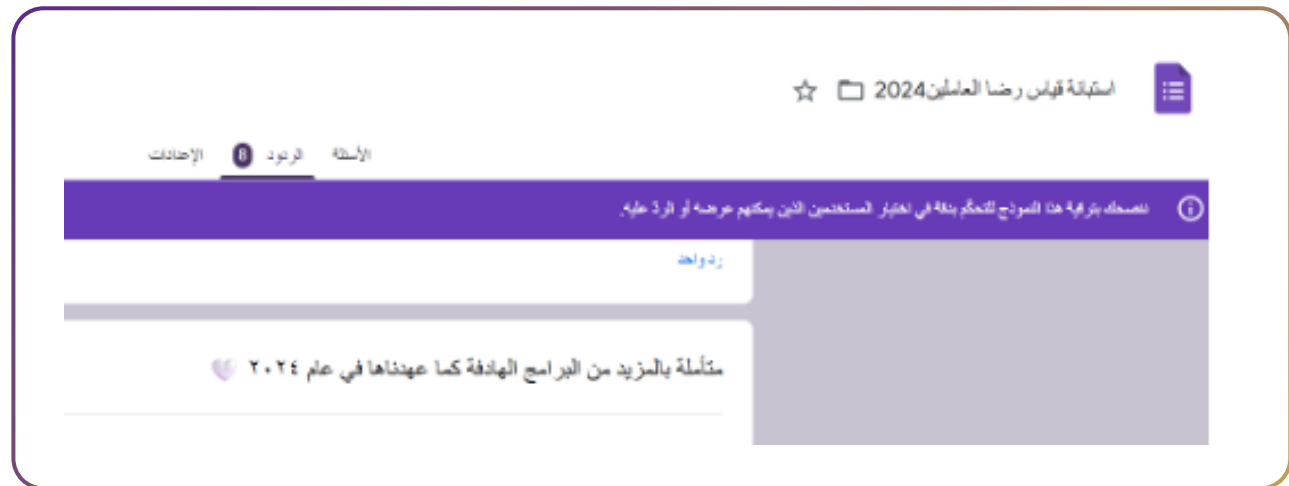 استبانة قياس رضا العاملين2024
الأسئلة الردود 8 الإعدادات
ننصحك بترقية هذا النموذج للتحكّم بدقة في اختيار المستخدمين الذين يمكنهم عرضه أو الردّ عليه.
رد واحد
متأملة بالمزيد من البرامج الهادفة كما عهدناها في عام ٢٠٢٤ 🤍